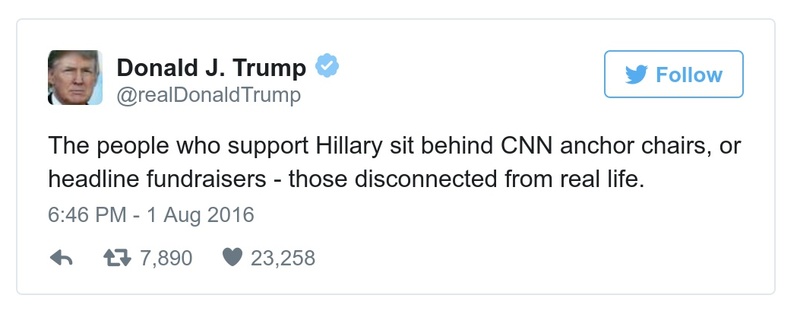 Donald J. Trump
@realDonaldTrump
Follow
The people who support Hillary sit behind CNN anchor chairs, or
headline fundraisers - those disconnected from real life.
6:46 PM - 1 Aug 2016
7,890 23,258